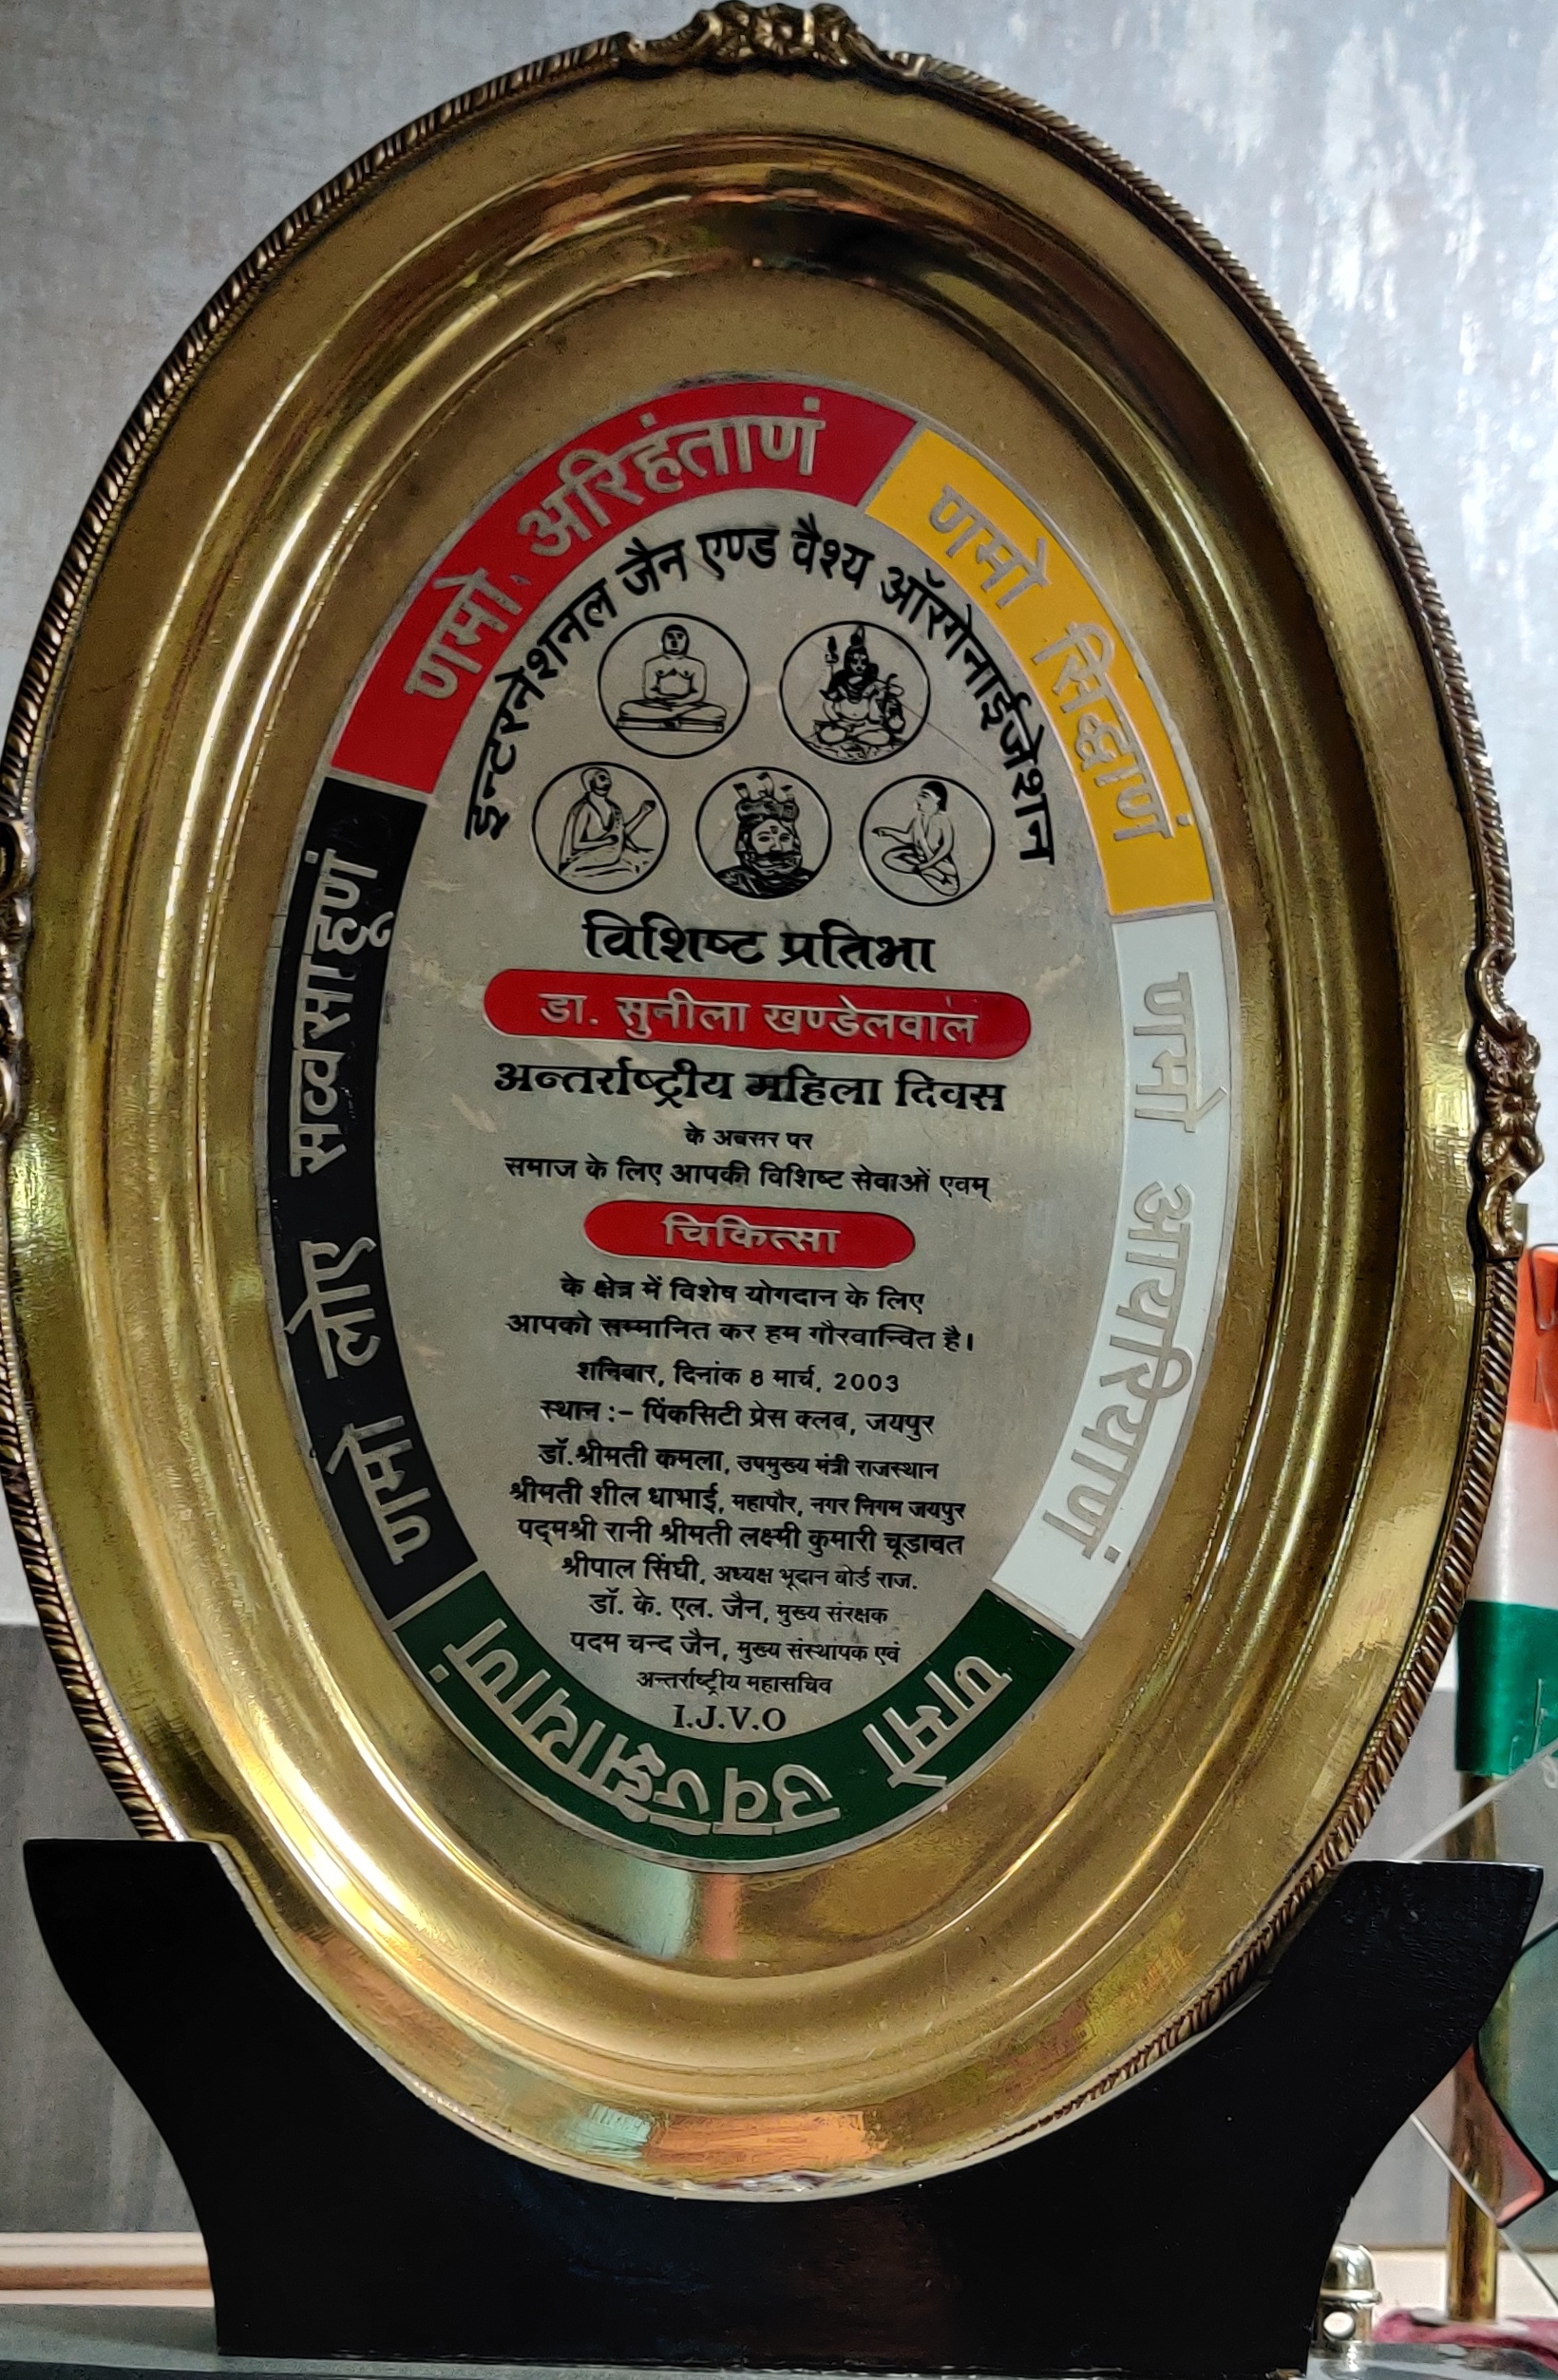 णमो अरिहंताणं
णमो सिद्धाणं
णमो आयरियाणं
णमो उवज्झायाणं
णमो लोए सव्वसाहूणं
इन्टरनेशनल जैन एण्ड वैश्य ऑरगेनाईजेशन
विशिष्ट प्रतिभा
डा. सुनीला खण्डेलवाल
अन्तर्राष्ट्रीय महिला दिवस
के अवसर पर
समाज के लिए आपकी विशिष्ट सेवाओं एवम्
चिकित्सा
के क्षेत्र में विशेष योगदान के लिए
आपको सम्मानित कर हम गौरवान्वित है।
शनिवार, दिनांक 8 मार्च, 2003
स्थान :- पिंकसिटी प्रेस क्लब, जयपुर
डॉ.श्रीमती कमला, उपमुख्य मंत्री राजस्थान
श्रीमती शील धाभाई, महापौर, नगर निगम जयपुर
पद्मश्री रानी श्रीमती लक्ष्मी कुमारी चूडावत
श्रीपाल सिंघी, अध्यक्ष भूदान बोर्ड राज.
डॉ. के. एल. जैन, मुख्य संरक्षक
पदम चन्द जैन, मुख्य संस्थापक एवं
अन्तर्राष्ट्रीय महासचिव
I.J.V.O